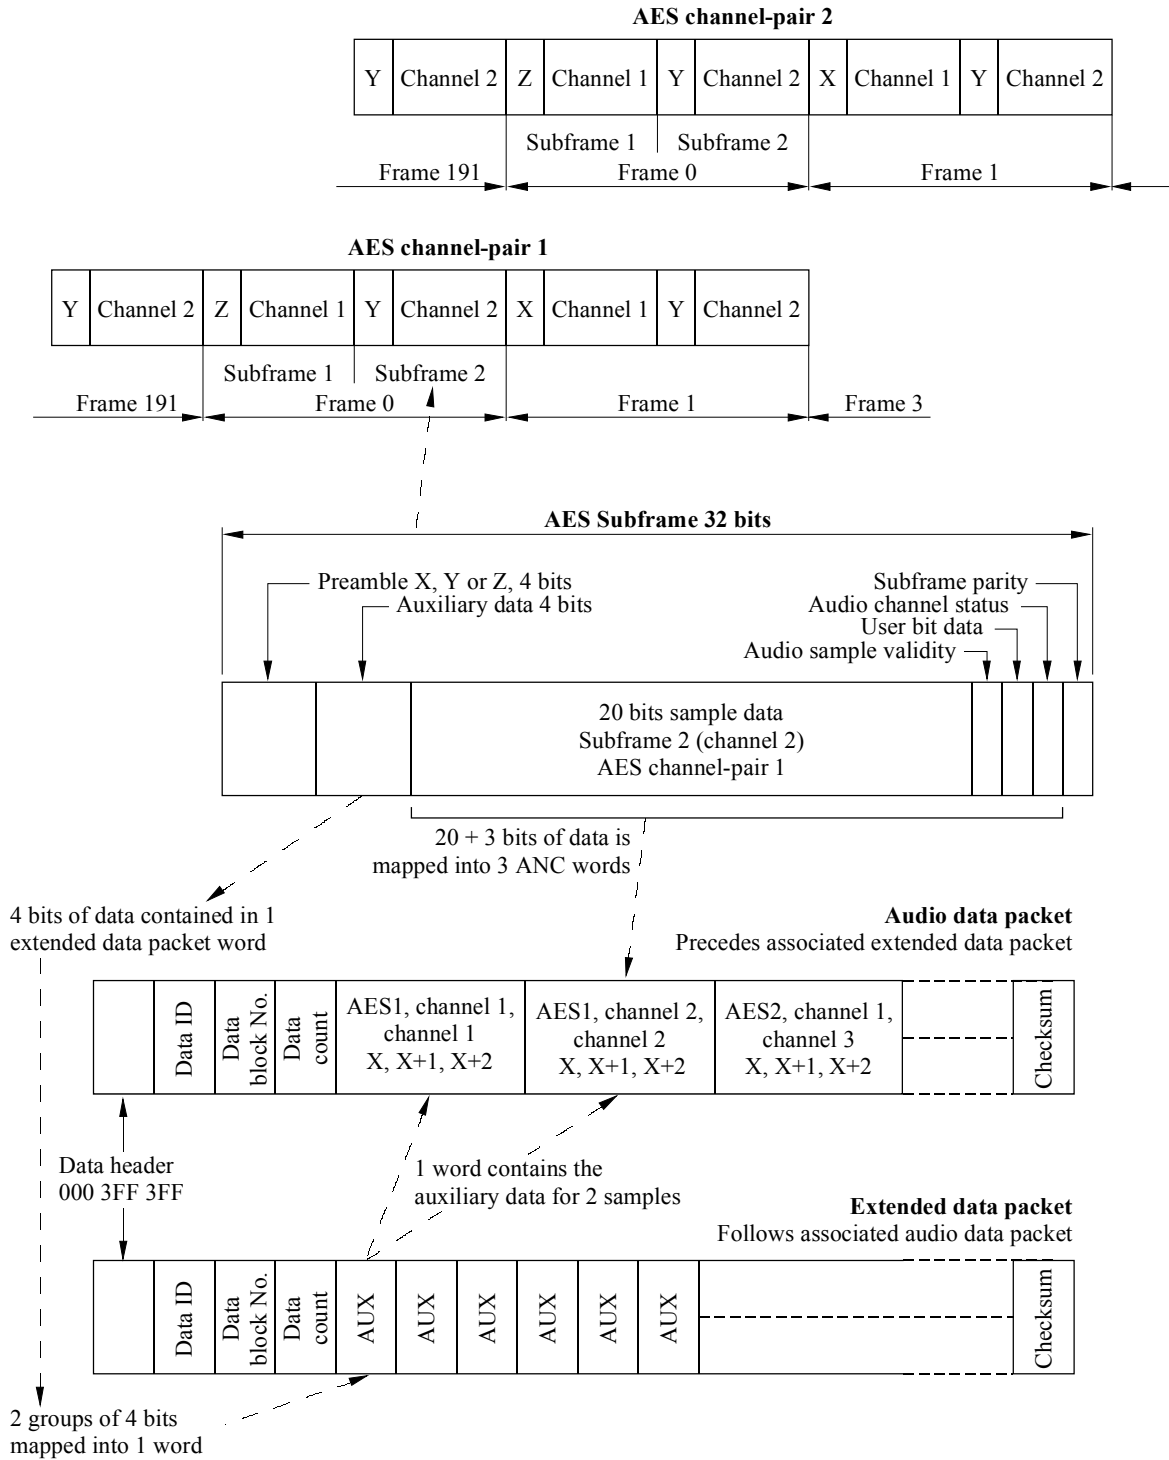 AES channel-pair 2
Y Channel 2 Z Channel 1 Y Channel 2 X Channel 1 Y Channel 2
Subframe 1 Subframe 2
Frame 191 Frame 0 Frame 1
AES channel-pair 1
Y Channel 2 Z Channel 1 Y Channel 2 X Channel 1 Y Channel 2
Subframe 1 Subframe 2
Frame 191 Frame 0 Frame 1 Frame 3
AES Subframe 32 bits
Preamble X, Y or Z, 4 bits
Auxiliary data 4 bits
Subframe parity
Audio channel status
User bit data
Audio sample validity
20 bits sample data
Subframe 2 (channel 2)
AES channel-pair 1
20 + 3 bits of data is
mapped into 3 ANC words
4 bits of data contained in 1
extended data packet word
Audio data packet
Precedes associated extended data packet
Data ID
Data
block No.
Data
count
AES1, channel 1,
channel 1
X, X+1, X+2
AES1, channel 2,
channel 2
X, X+1, X+2
AES2, channel 1,
channel 3
X, X+1, X+2
Checksum
Data header
000 3FF 3FF
1 word contains the
auxiliary data for 2 samples
Extended data packet
Follows associated audio data packet
Data ID
Data
block No.
Data
count
AUX
AUX
AUX
AUX
AUX
AUX
Checksum
2 groups of 4 bits
mapped into 1 word